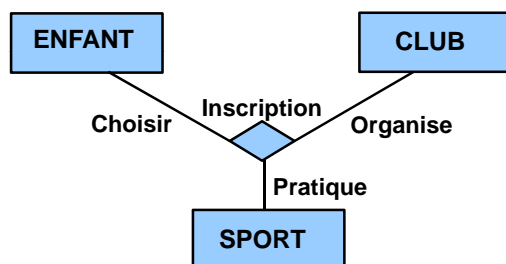 ENFANT
CLUB
Inscription
Choisir
Organise
Pratique
SPORT